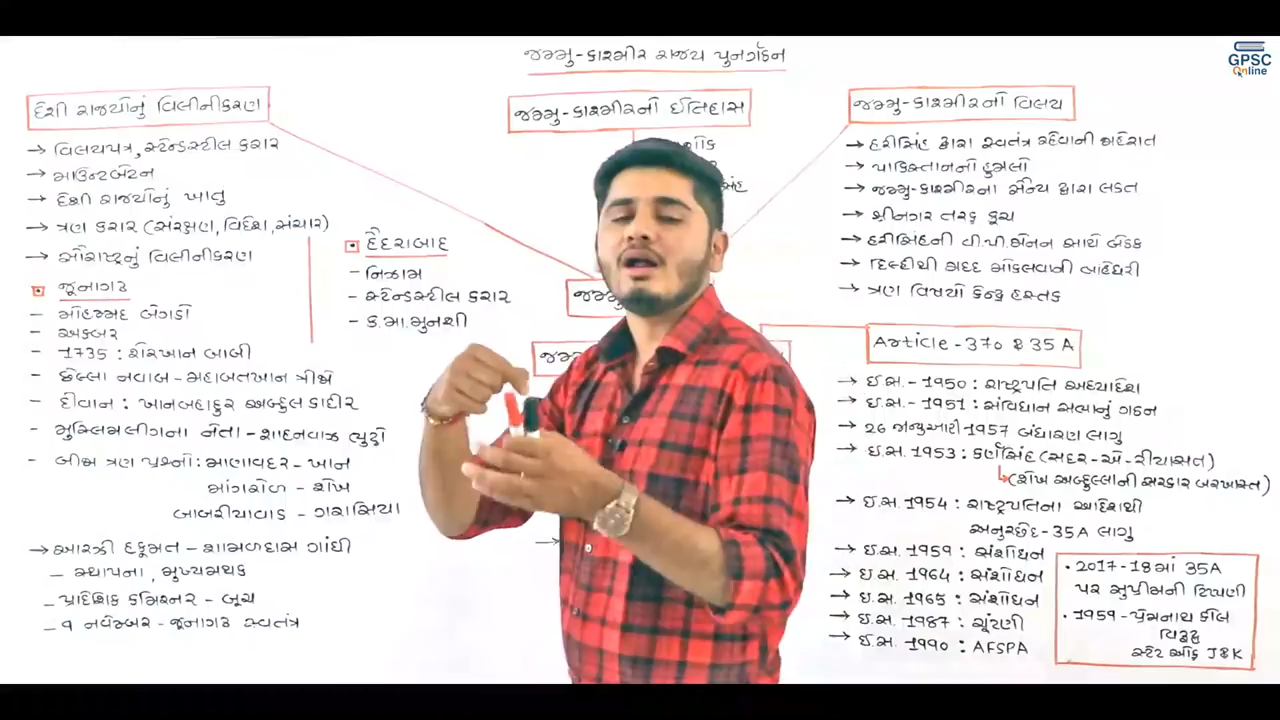 જમ્મુ-કાશ્મીર રાજ્ય પુનર્ગઠન
GPSC
Online
દેશી રાજ્યોનું વિલીનીકરણ
→ વિલયપત્ર, સ્ટેન્ડસ્ટીલ કરાર
→ માઉન્ટબેટન
→ દેશી રાજ્યોનું ખાતુ
→ ત્રણ કરાર (સંરક્ષણ, વિદેશ, સંચાર)
→ સૌરાષ્ટ્રનું વિલીનીકરણ
જૂનાગઢ
- મોહમ્મદ બેગડો
- અકબર
- 1735 : શેરખાન બાબી
- છેલ્લા નવાબ - મહાબતખાન ત્રીજો
- દીવાન : ખાનબહાદુર અબ્દુલ કાદીર
- મુસ્લિમલીગના નેતા - શાહનવાઝ ભુટ્ટો
- બીજા ત્રણ પ્રશ્નો : માણાવદર - ખાન
માંગરોળ - શેખ
બાબરીયાવાડ - ગરાસિયા
→ આરઝી હકૂમત - શામળદાસ ગાંધી
- સ્થાપના, મુખ્યમથક
- પ્રાદેશિક કમિશ્નર - બૂચ
- ૧ નવેમ્બર - જૂનાગઢ સ્વતંત્ર
હૈદરાબાદ
- નિઝામ
- સ્ટેન્ડસ્ટીલ કરાર
- ક.મા.મુનશી
જમ્મુ-કાશ્મીરનો ઈતિહાસ
જમ્મુ-કાશ્મીરનો વિલય
→ હરીસિંહ દ્વારા સ્વતંત્ર રહેવાની જાહેરાત
→ પાકિસ્તાનનો હુમલો
→ જમ્મુ-કાશ્મીરના સૈન્ય દ્વારા લડત
→ શ્રીનગર તરફ કૂચ
→ હરીસિંહની વી.પી.મેનન સાથે બેઠક
→ દિલ્હીથી મદદ મોકલવાની બાંહેધરી
→ ત્રણ વિષયો કેન્દ્ર હસ્તક
Article - 370 & 35 A
→ ઈ.સ. - 1950 : રાષ્ટ્રપતિ અધ્યાદેશ
→ ઈ.સ. - 1951 : સંવિધાન સભાનું ગઠન
→ 26 જાન્યુઆરી 1957 બંધારણ લાગુ
→ ઈ.સ. 1953 : કર્ણસિંહ (સદર-એ-રીયાસત)
(શેખ અબ્દુલ્લાની સરકાર બરખાસ્ત)
→ ઈ.સ. 1954 : રાષ્ટ્રપતિના આદેશથી
અનુચ્છેદ - 35A લાગુ
→ ઈ.સ. 1959 : સંશોધન
→ ઈ.સ. 1964 : સંશોધન
→ ઈ.સ. 1965 : સંશોધન
→ ઈ.સ. 1987 : ચૂંટણી
→ ઈ.સ. 1990 : AFSPA
• 2017-18માં 35A
પર સુપ્રીમની ટિપ્પણી
• 1959 - પ્રેમનાથ કૌલ
વિરુદ્ધ
સ્ટેટ ઓફ J&K